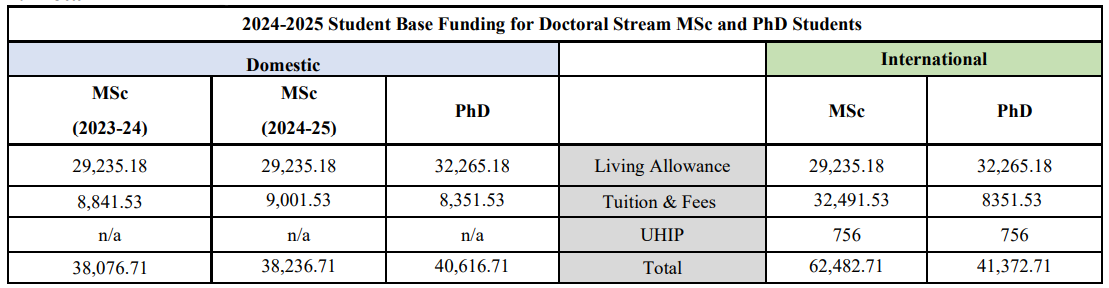 2024-2025 Student Base Funding for Doctoral Stream MSc and PhD Students
Domestic International
MSc (2023-24) MSc (2024-25) PhD MSc PhD
29,235.18 29,235.18 32,265.18 Living Allowance 29,235.18 32,265.18
8,841.53 9,001.53 8,351.53 Tuition & Fees 32,491.53 8351.53
n/a n/a n/a UHIP 756 756
38,076.71 38,236.71 40,616.71 Total 62,482.71 41,372.71